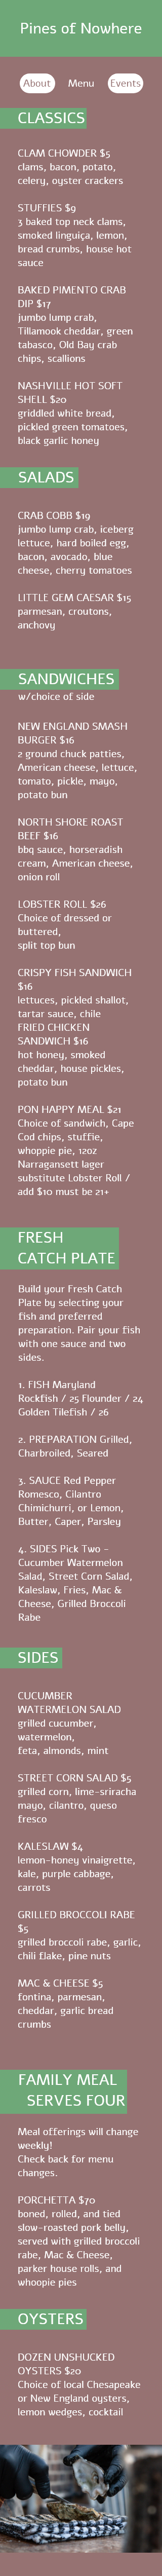 Pines of Nowhere
About Menu Events
CLASSICS
CLAM CHOWDER $5
clams, bacon, potato,
celery, oyster crackers
STUFFIES $9
3 baked top neck clams,
smoked linguiça, lemon,
bread crumbs, house hot
sauce
BAKED PIMENTO CRAB
DIP $17
jumbo lump crab,
Tillamook cheddar, green
tabasco, Old Bay crab
chips, scallions
NASHVILLE HOT SOFT
SHELL $20
griddled white bread,
pickled green tomatoes,
black garlic honey
SALADS
CRAB COBB $19
jumbo lump crab, iceberg
lettuce, hard boiled egg,
bacon, avocado, blue
cheese, cherry tomatoes
LITTLE GEM CAESAR $15
parmesan, croutons,
anchovy
SANDWICHES
w/choice of side
NEW ENGLAND SMASH
BURGER $16
2 ground chuck patties,
American cheese, lettuce,
tomato, pickle, mayo,
potato bun
NORTH SHORE ROAST
BEEF $16
bbq sauce, horseradish
cream, American cheese,
onion roll
LOBSTER ROLL $26
Choice of dressed or
buttered,
split top bun
CRISPY FISH SANDWICH
$16
lettuces, pickled shallot,
tartar sauce, chile
FRIED CHICKEN
SANDWICH $16
hot honey, smoked
cheddar, house pickles,
potato bun
PON HAPPY MEAL $21
Choice of sandwich, Cape
Cod chips, stuffie,
whoppie pie, 12oz
Narragansett lager
substitute Lobster Roll /
add $10 must be 21+
FRESH
CATCH PLATE
Build your Fresh Catch
Plate by selecting your
fish and preferred
preparation. Pair your fish
with one sauce and two
sides.
1. FISH Maryland
Rockfish / 25 Flounder / 24
Golden Tilefish / 26
2. PREPARATION Grilled,
Charbroiled, Seared
3. SAUCE Red Pepper
Romesco, Cilantro
Chimichurri, or Lemon,
Butter, Caper, Parsley
4. SIDES Pick Two -
Cucumber Watermelon
Salad, Street Corn Salad,
Kaleslaw, Fries, Mac &
Cheese, Grilled Broccoli
Rabe
SIDES
CUCUMBER
WATERMELON SALAD
grilled cucumber,
watermelon,
feta, almonds, mint
STREET CORN SALAD $5
grilled corn, lime-sriracha
mayo, cilantro, queso
fresco
KALESLAW $4
lemon-honey vinaigrette,
kale, purple cabbage,
carrots
GRILLED BROCCOLI RABE
$5
grilled broccoli rabe, garlic,
chili flake, pine nuts
MAC & CHEESE $5
fontina, parmesan,
cheddar, garlic bread
crumbs
FAMILY MEAL
SERVES FOUR
Meal offerings will change
weekly!
Check back for menu
changes.
PORCHETTA $70
boned, rolled, and tied
slow-roasted pork belly,
served with grilled broccoli
rabe, Mac & Cheese,
parker house rolls, and
whoopie pies
OYSTERS
DOZEN UNSHUCKED
OYSTERS $20
Choice of local Chesapeake
or New England oysters,
lemon wedges, cocktail